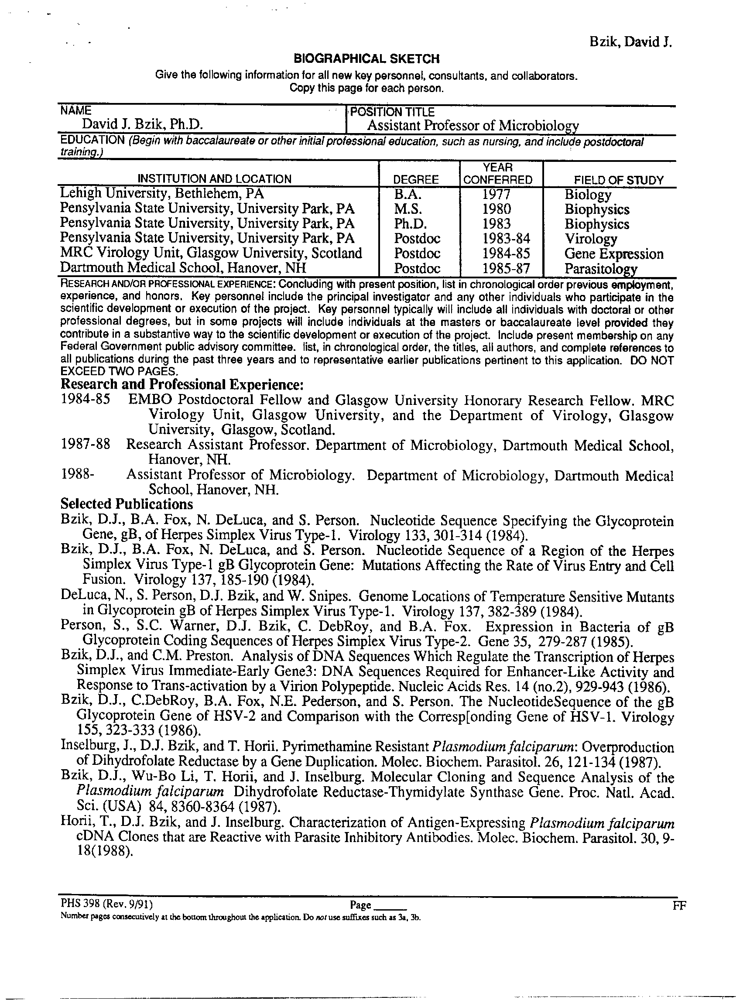 Bzik, David J.
BIOGRAPHICAL SKETCH
Give the following information for all new key personnel, consultants, and collaborators.
Copy this page for each person.
NAME
David J. Bzik, Ph.D.
POSITION TITLE
Assistant Professor of Microbiology
EDUCATION (Begin with baccalaureate or other initial professional education, such as nursing, and include postdoctoral
training.)
INSTITUTION AND LOCATION DEGREE YEAR CONFERRED FIELD OF STUDY
Lehigh University, Bethlehem, PA B.A. 1977 Biology
Pensylvania State University, University Park, PA M.S. 1980 Biophysics
Pensylvania State University, University Park, PA Ph.D. 1983 Biophysics
Pensylvania State University, University Park, PA Postdoc 1983-84 Virology
MRC Virology Unit, Glasgow University, Scotland Postdoc 1984-85 Gene Expression
Dartmouth Medical School, Hanover, NH Postdoc 1985-87 Parasitology
RESEARCH AND/OR PROFESSIONAL EXPERIENCE: Concluding with present position, list in chronological order previous employment,
experience, and honors. Key personnel include the principal investigator and any other individuals who participate in the
scientific development or execution of the project. Key personnel typically will include all individuals with doctoral or other
professional degrees, but in some projects will include individuals at the masters or baccalaureate level provided they
contribute in a substantive way to the scientific development or execution of the project. Include present membership on any
Federal Government public advisory committee. list, in chronological order, the titles, all authors, and complete references to
all publications during the past three years and to representative earlier publications pertinent to this application. DO NOT
EXCEED TWO PAGES.
Research and Professional Experience:
1984-85 EMBO Postdoctoral Fellow and Glasgow University Honorary Research Fellow. MRC
Virology Unit, Glasgow University, and the Department of Virology, Glasgow
University, Glasgow, Scotland.
1987-88 Research Assistant Professor. Department of Microbiology, Dartmouth Medical School,
Hanover, NH.
1988- Assistant Professor of Microbiology. Department of Microbiology, Dartmouth Medical
School, Hanover, NH.
Selected Publications
Bzik, D.J., B.A. Fox, N. DeLuca, and S. Person. Nucleotide Sequence Specifying the Glycoprotein
Gene, gB, of Herpes Simplex Virus Type-1. Virology 133, 301-314 (1984).
Bzik, D.J., B.A. Fox, N. DeLuca, and S. Person. Nucleotide Sequence of a Region of the Herpes
Simplex Virus Type-1 gB Glycoprotein Gene: Mutations Affecting the Rate of Virus Entry and Cell
Fusion. Virology 137, 185-190 (1984).
DeLuca, N., S. Person, D.J. Bzik, and W. Snipes. Genome Locations of Temperature Sensitive Mutants
in Glycoprotein gB of Herpes Simplex Virus Type-1. Virology 137, 382-389 (1984).
Person, S., S.C. Warner, D.J. Bzik, C. DebRoy, and B.A. Fox. Expression in Bacteria of gB
Glycoprotein Coding Sequences of Herpes Simplex Virus Type-2. Gene 35, 279-287 (1985).
Bzik, D.J., and C.M. Preston. Analysis of DNA Sequences Which Regulate the Transcription of Herpes
Simplex Virus Immediate-Early Gene3: DNA Sequences Required for Enhancer-Like Activity and
Response to Trans-activation by a Virion Polypeptide. Nucleic Acids Res. 14 (no.2), 929-943 (1986).
Bzik, D.J., C.DebRoy, B.A. Fox, N.E. Pederson, and S. Person. The NucleotideSequence of the gB
Glycoprotein Gene of HSV-2 and Comparison with the Corresp[onding Gene of HSV-1. Virology
155, 323-333 (1986).
Inselburg, J., D.J. Bzik, and T. Horii. Pyrimethamine Resistant Plasmodium falciparum: Overproduction
of Dihydrofolate Reductase by a Gene Duplication. Molec. Biochem. Parasitol. 26, 121-134 (1987).
Bzik, D.J., Wu-Bo Li, T. Horii, and J. Inselburg. Molecular Cloning and Sequence Analysis of the
Plasmodium falciparum Dihydrofolate Reductase-Thymidylate Synthase Gene. Proc. Natl. Acad.
Sci. (USA) 84, 8360-8364 (1987).
Horii, T., D.J. Bzik, and J. Inselburg. Characterization of Antigen-Expressing Plasmodium falciparum
cDNA Clones that are Reactive with Parasite Inhibitory Antibodies. Molec. Biochem. Parasitol. 30, 9-
18(1988).
PHS 398 (Rev. 9/91) Page ______ FF
Number pages consecutively at the bottom throughout the application. Do not use suffixes such as 3a, 3b.